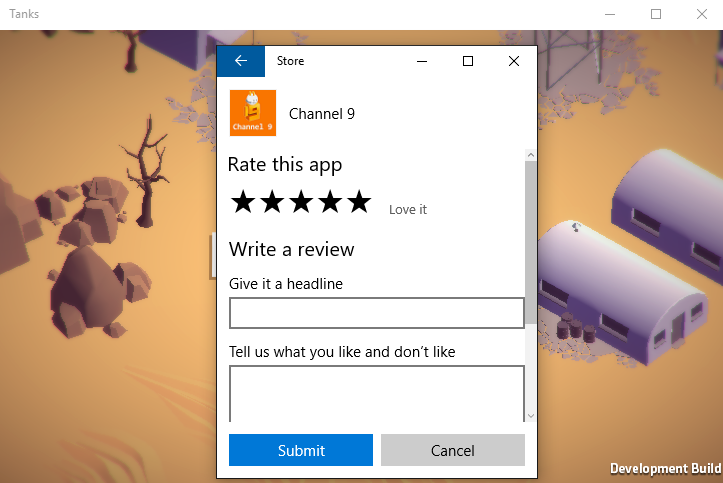 Tanks
Store
Channel 9
Channel 9
Rate this app
Love it
Write a review
Give it a headline
Tell us what you like and don't like
Submit
Cancel
Development Build